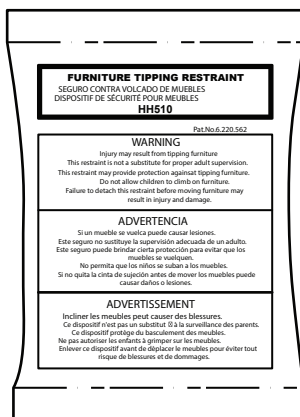 FURNITURE TIPPING RESTRAINT
SEGURO CONTRA VOLCADO DE MUEBLES
DISPOSITIF DE SÉCURITÉ POUR MEUBLES
HH510
Pat.No.6.220.562
WARNING
Injury may result from tipping furniture
This restraint is not a substitute for proper adult supervision.
This restraint may provide protection againsat tipping furniture.
Do not allow children to climb on furniture.
Failure to detach this restraint before moving furniture may
result in injury and damage.
ADVERTENCIA
Si un mueble se vuelca puede causar lesiones.
Este seguro no sustituye la supervisión adecuada de un adulto.
Este seguro puede brindar cierta protección para evitar que los
muebles se vuelquen.
No permita que los niños se suban a los muebles.
Si no quita la cinta de sujeción antes de mover los muebles puede
causar daños o lesiones.
ADVERTISSEMENT
Incliner les meubles peut causer des blessures.
Ce dispositif n'est pas un substitut à la surveillance des parents.
Ce dispositif protège du basculement des meubles.
Ne pas autoriser les enfants à grimper sur les meubles.
Enlever ce dispositif avant de déplacer le meubles pour éviter tout
risque de blessures et de dommages.